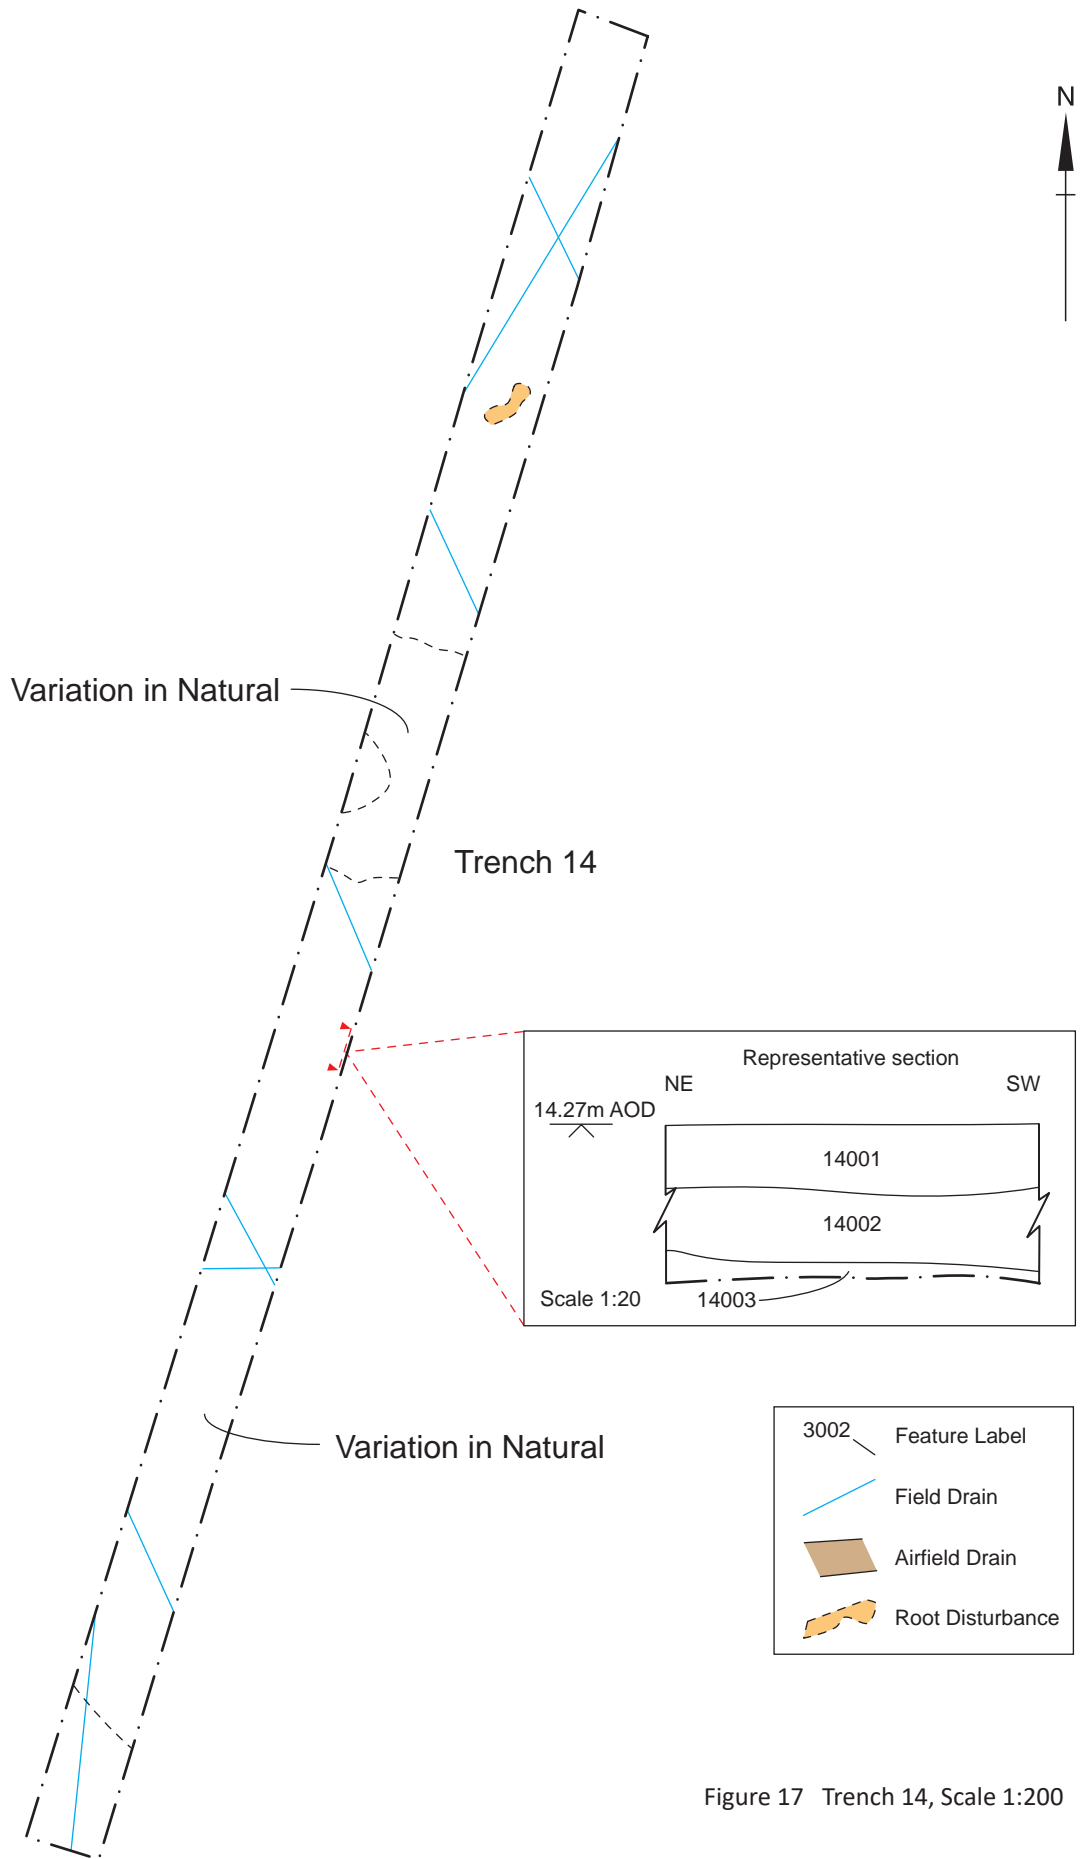 N
Variation in Natural
Trench 14
Representative section
NE SW
14.27m AOD
14001
14002
Scale 1:20 14003
Variation in Natural
3002 Feature Label
Field Drain
Airfield Drain
Root Disturbance
Figure 17 Trench 14, Scale 1:200